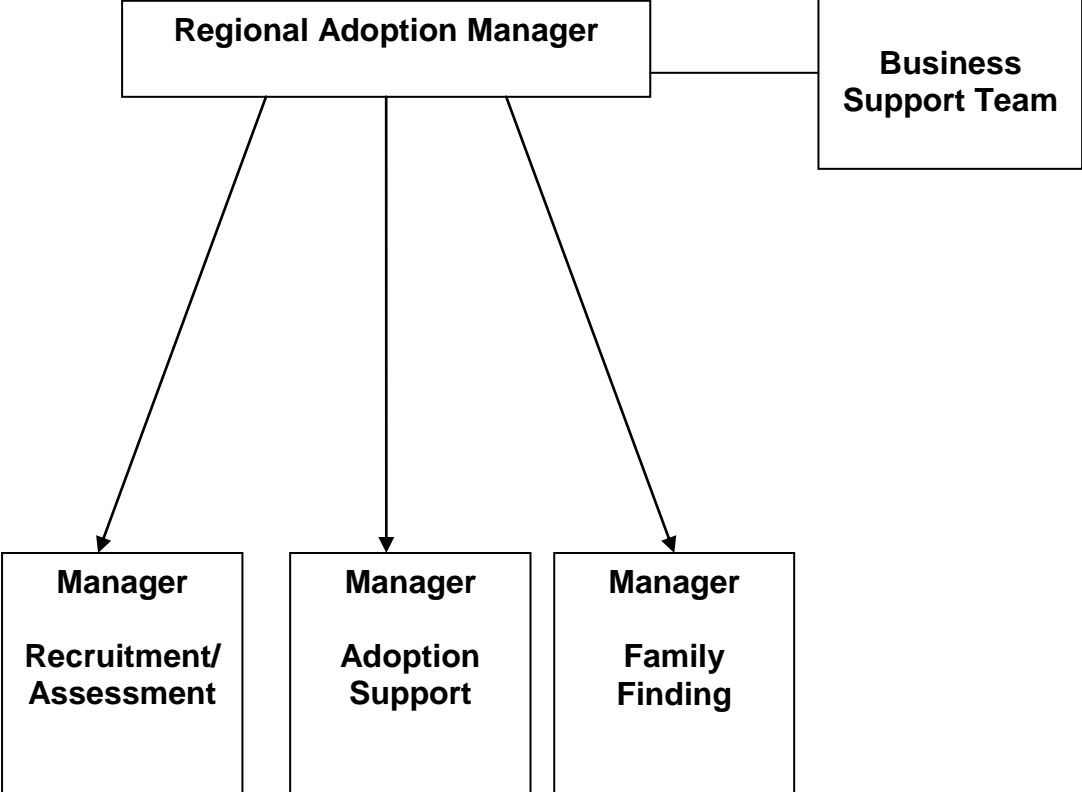 Regional Adoption Manager
Business
Support Team
Manager
Recruitment/
Assessment
Manager
Adoption
Support
Manager
Family
Finding